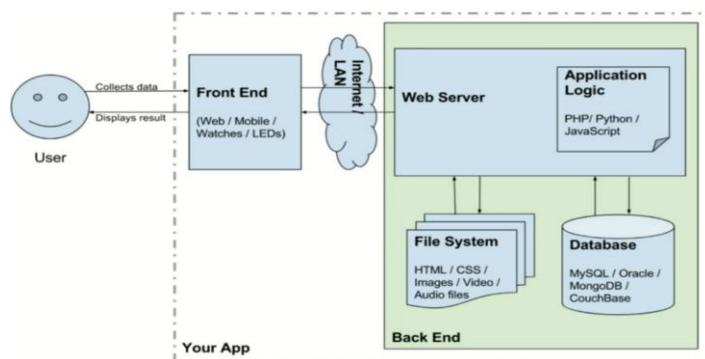 User
Collects data
Displays result
Front End
(Web / Mobile /
Watches / LEDs)
Internet /
LAN
Web Server
Application
Logic
PHP/ Python /
JavaScript
File System
HTML / CSS /
Images / Video /
Audio files
Database
MySQL / Oracle /
MongoDB /
CouchBase
Back End
Your App